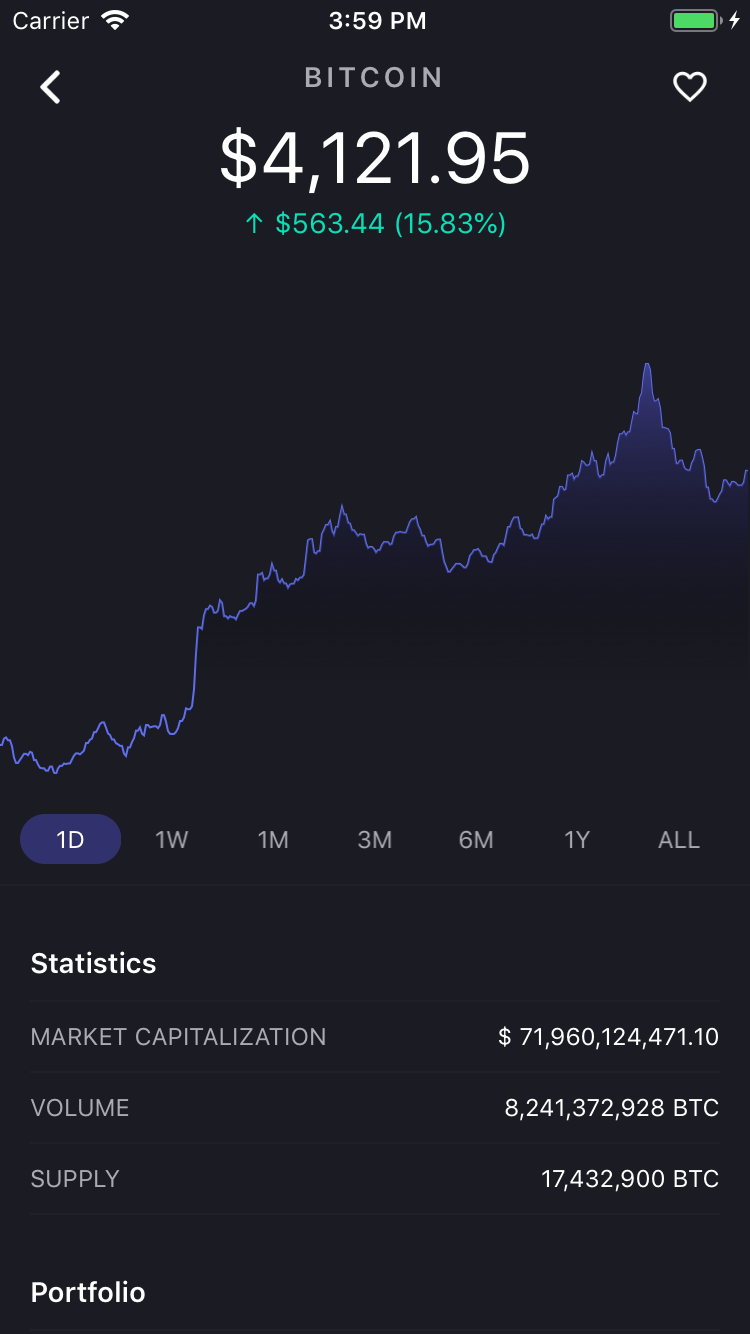 Carrier 3:59 PM
BITCOIN
$4,121.95
↑ $563.44 (15.83%)
1D 1W 1M 3M 6M 1Y ALL
Statistics
MARKET CAPITALIZATION $ 71,960,124,471.10
VOLUME 8,241,372,928 BTC
SUPPLY 17,432,900 BTC
Portfolio